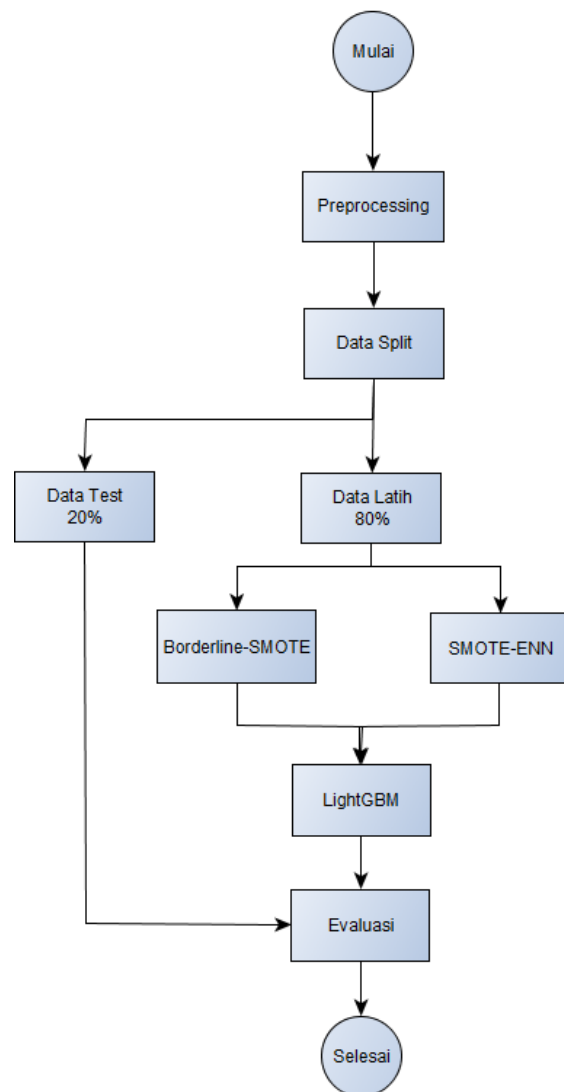 Mulai
Preprocessing
Data Split
Data Test
20%
Data Latih
80%
Borderline-SMOTE
SMOTE-ENN
LightGBM
Evaluasi
Selesai